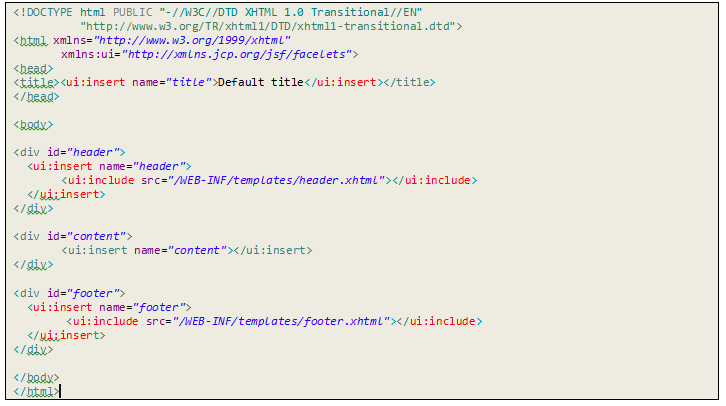 <!DOCTYPE html PUBLIC "-//W3C//DTD XHTML 1.0 Transitional//EN"
"http://www.w3.org/TR/xhtml1/DTD/xhtml1-transitional.dtd">
<html xmlns="http://www.w3.org/1999/xhtml"
xmlns:ui="http://xmlns.jcp.org/jsf/facelets">
<head>
<title><ui:insert name="title">Default title</ui:insert></title>
</head>
<body>
<div id="header">
<ui:insert name="header">
<ui:include src="/WEB-INF/templates/header.xhtml"></ui:include>
</ui:insert>
</div>
<div id="content">
<ui:insert name="content"></ui:insert>
</div>
<div id="footer">
<ui:insert name="footer">
<ui:include src="/WEB-INF/templates/footer.xhtml"></ui:include>
</ui:insert>
</div>
</body>
</html>